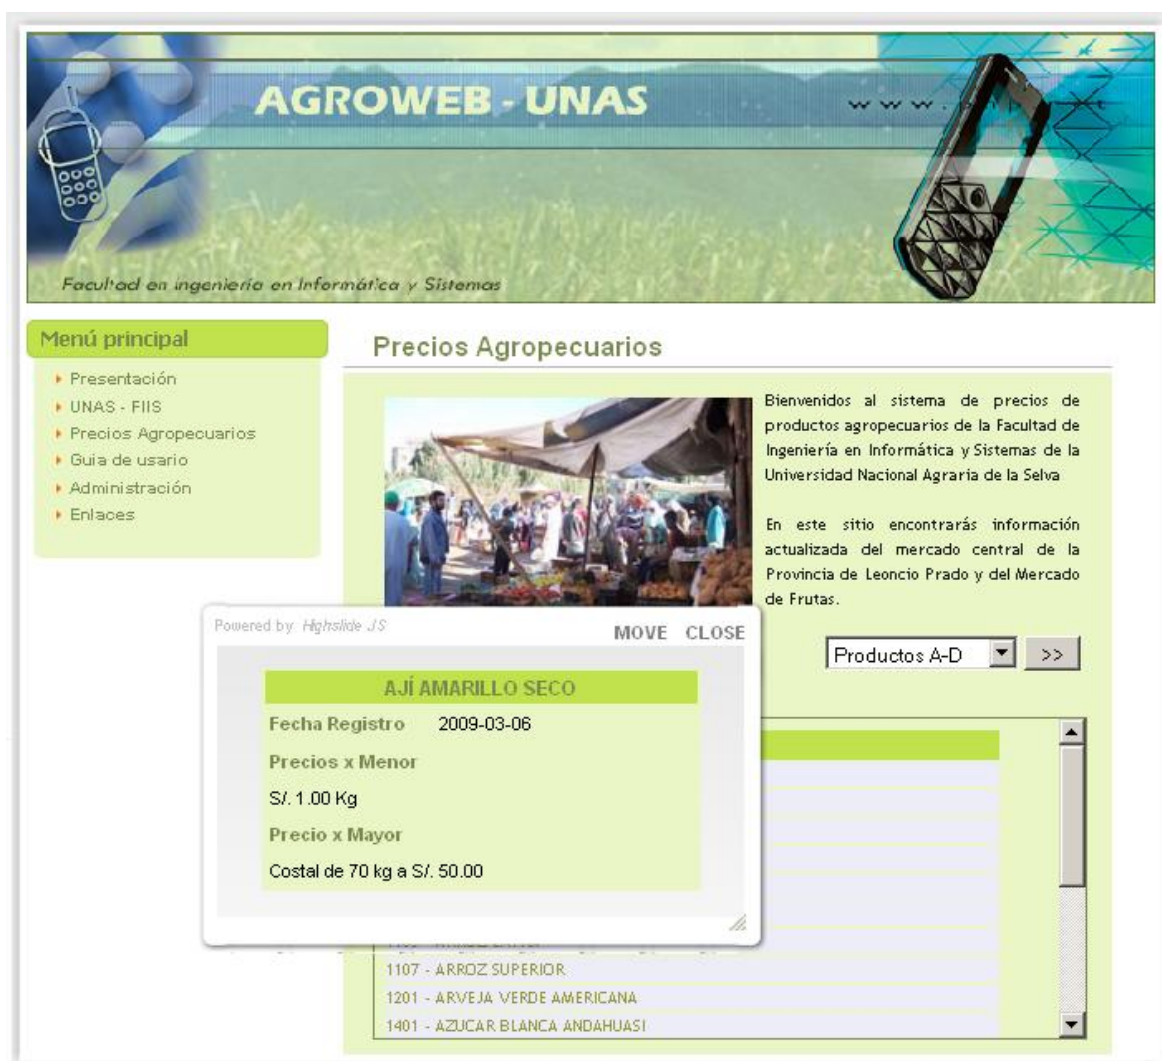 AGROWEB - UNAS
www.
Facultad en ingeniería en Informática y Sistemas
Menú principal
Presentación
UNAS - FIIS
Precios Agropecuarios
Guia de usario
Administración
Enlaces
Precios Agropecuarios
Bienvenidos al sistema de precios de
productos agropecuarios de la Facultad de
Ingeniería en Informática y Sistemas de la
Universidad Nacional Agraria de la Selva
En este sitio encontrarás información
actualizada del mercado central de la
Provincia de Leoncio Prado y del Mercado
de Frutas.
Productos A-D >>
Powered by Highslide JS
MOVE CLOSE
AJÍ AMARILLO SECO
Fecha Registro 2009-03-06
Precios x Menor
S/. 1.00 Kg
Precio x Mayor
Costal de 70 kg a S/. 50.00
1107 - ARROZ SUPERIOR
1201 - ARVEJA VERDE AMERICANA
1401 - AZUCAR BLANCA ANDAHUASI